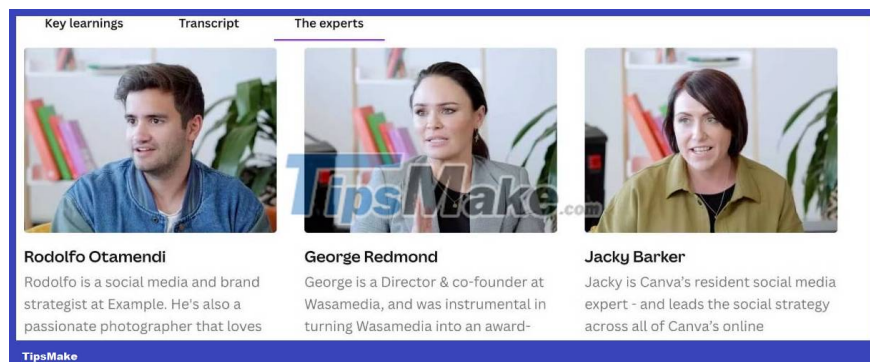 Key learnings Transcript The experts
TipsMake.com
Rodolfo Otamendi
Rodolfo is a social media and brand
strategist at Example. He's also a
passionate photographer that loves
George Redmond
George is a Director & co-founder at
Wasamedia, and was instrumental in
turning Wasamedia into an award-
Jacky Barker
Jacky is Canva's resident social media
expert - and leads the social strategy
across all of Canva's online
TipsMake